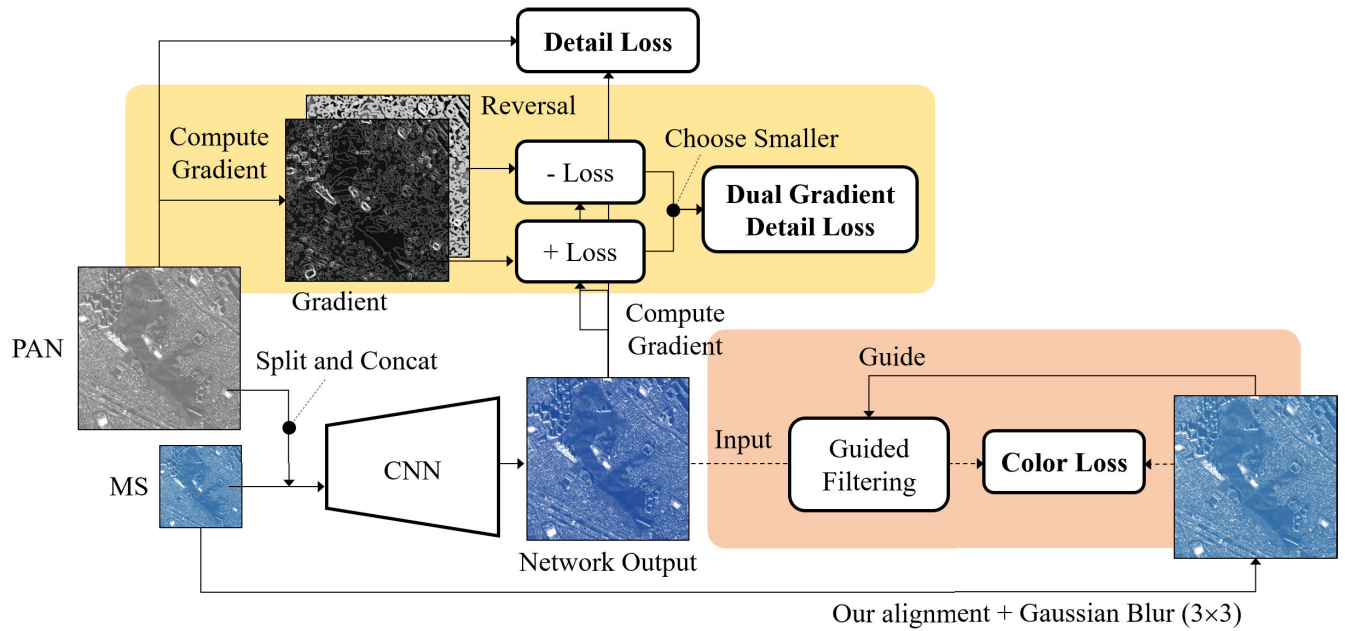 Detail Loss
Reversal
Compute
Gradient
Choose Smaller
- Loss
Dual Gradient
Detail Loss
+ Loss
Gradient
Compute
Gradient
PAN
Split and Concat
Guide
Input
Guided
Filtering
Color Loss
CNN
MS
Network Output
Our alignment + Gaussian Blur (3×3)